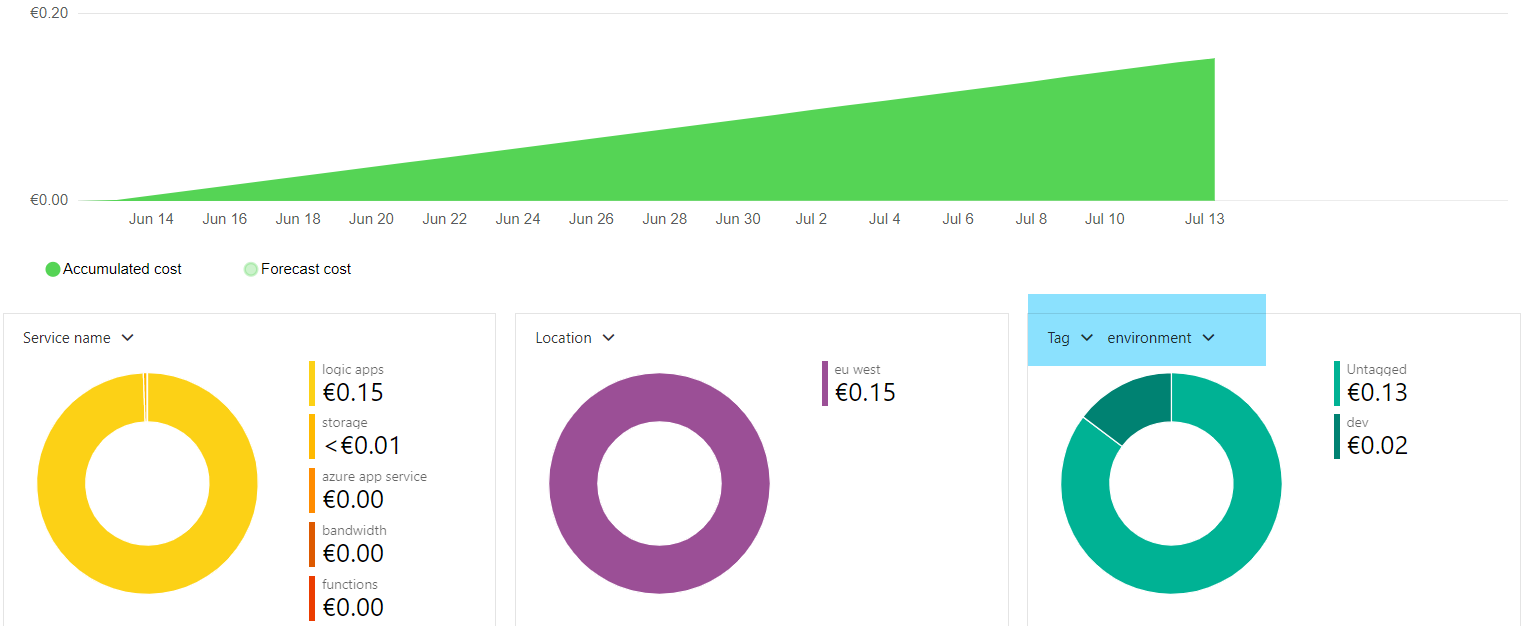 €0.20
€0.00
Jun 14 Jun 16 Jun 18 Jun 20 Jun 22 Jun 24 Jun 26 Jun 28 Jun 30 Jul 2 Jul 4 Jul 6 Jul 8 Jul 10 Jul 13
Accumulated cost Forecast cost
Service name
logic apps
€0.15
storage
<€0.01
azure app service
€0.00
bandwidth
€0.00
functions
€0.00
Location
eu west
€0.15
Tag environment
Untagged
€0.13
dev
€0.02